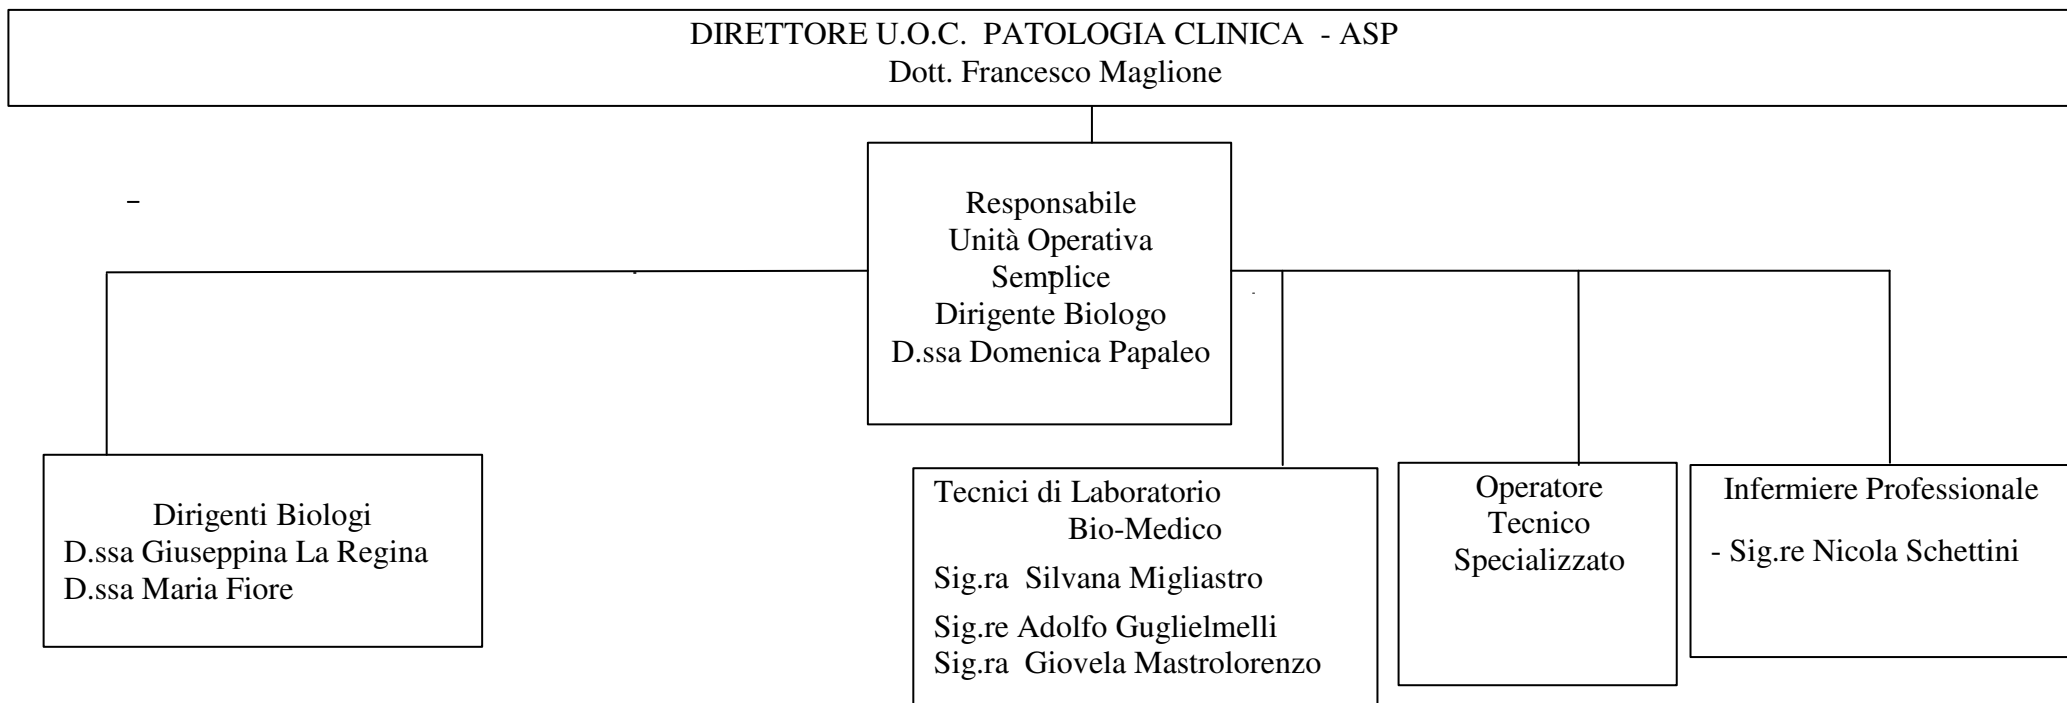 DIRETTORE U.O.C. PATOLOGIA CLINICA - ASP
Dott. Francesco Maglione
Responsabile
Unità Operativa
Semplice
Dirigente Biologo
D.ssa Domenica Papaleo
Dirigenti Biologi
D.ssa Giuseppina La Regina
D.ssa Maria Fiore
Tecnici di Laboratorio
Bio-Medico
Sig.ra Silvana Migliastro
Sig.re Adolfo Guglielmelli
Sig.ra Giovela Mastrolorenzo
Operatore
Tecnico
Specializzato
Infermiere Professionale
- Sig.re Nicola Schettini